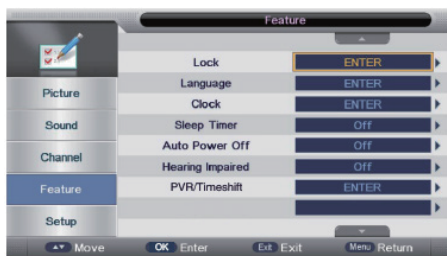 Feature
Lock ENTER
Language ENTER
Clock ENTER
Sleep Timer Off
Auto Power Off Off
Hearing Impaired Off
PVR/Timeshift ENTER
Picture
Sound
Channel
Feature
Setup
Move OK Enter Exit Exit Menu Return